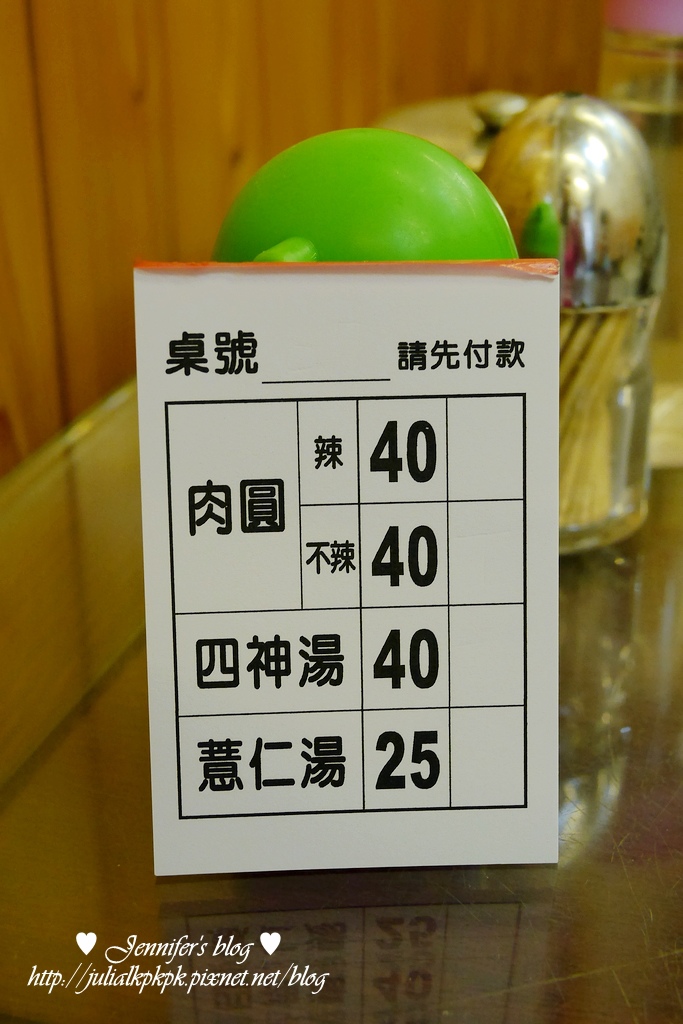 桌號 請先付款
肉圓 辣 40
不辣 40
四神湯 40
薏仁湯 25
♥ Jennifer's blog ♥
http://julialkpkpk.pixnet.net/blog